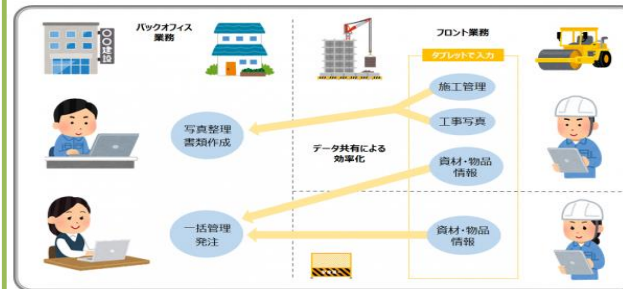 バックオフィス
業務
〇〇建設
フロント業務
タブレットで入力
施工管理
工事写真
写真整理
書類作成
データ共有による
効率化
資材・物品
情報
一括管理
発注
資材・物品
情報